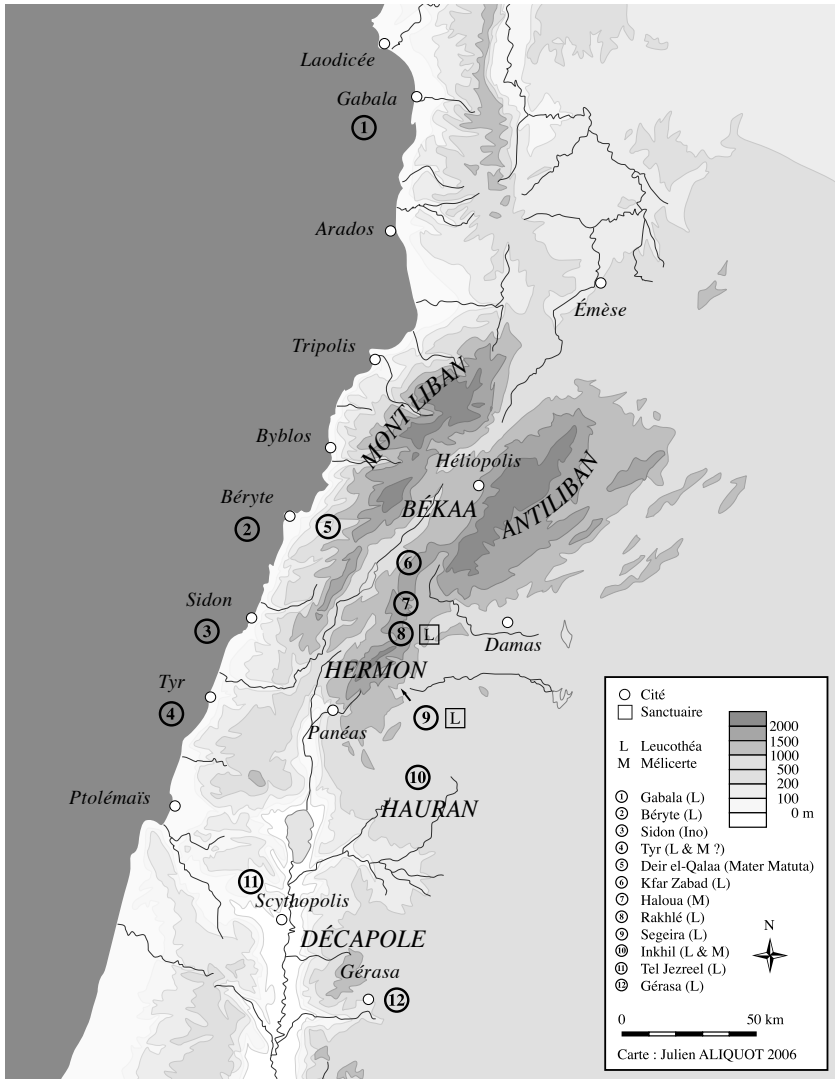 Laodicée
Gabala
1
Arados
Émèse
Tripolis
MONT LIBAN
Byblos
Héliopolis
ANTILIBAN
Béryte
BÉKAA
2
5
6
Sidon
7
3
8 L
Damas
HERMON
Tyr
4
9 L
Panéas
10
Ptolémaïs
HAURAN
11
Scythopolis
DÉCAPOLE
Gérasa
12
Cité
Sanctuaire
L Leucothéa
M Mélicerte
2000
1500
1000
500
200
100
0 m
1 Gabala (L)
2 Béryte (L)
3 Sidon (Ino)
4 Tyr (L & M ?)
5 Deir el-Qalaa (Mater Matuta)
6 Kfar Zabad (L)
7 Haloua (M)
8 Rakhlé (L)
9 Segeira (L)
10 Inkhil (L & M)
11 Tel Jezreel (L)
12 Gérasa (L)
N
0 50 km
Carte : Julien ALIQUOT 2006